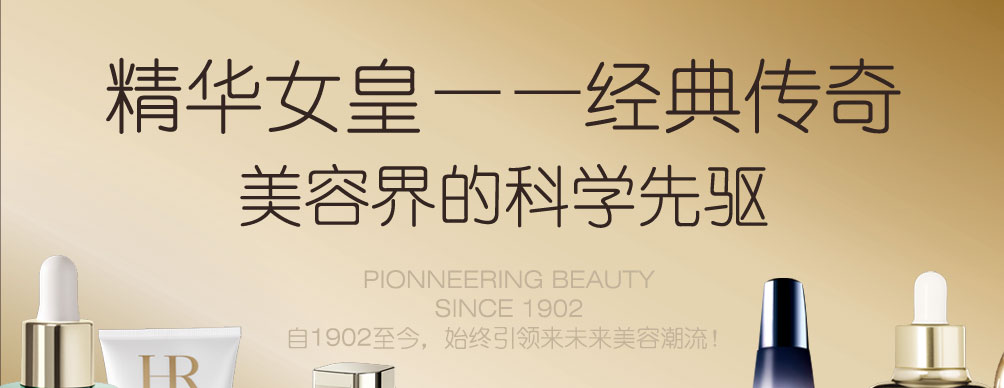 精华女皇——经典传奇
美容界的科学先驱
PIONNEERING BEAUTY
SINCE 1902
自1902至今，始终引领来未来美容潮流！
HR